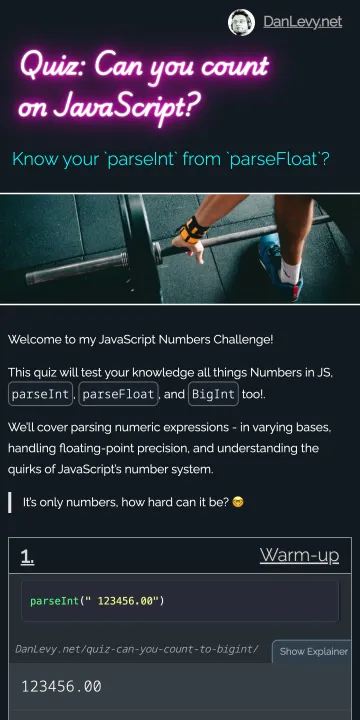 DanLevy.net
Quiz: Can you count
on JavaScript?
Know your `parseInt` from `parseFloat`?
Welcome to my JavaScript Numbers Challenge!
This quiz will test your knowledge all things Numbers in JS,
parseInt, parseFloat, and BigInt too!.
We’ll cover parsing numeric expressions - in varying bases,
handling floating-point precision, and understanding the
quirks of JavaScript’s number system.
It’s only numbers, how hard can it be? 🤓
1. Warm-up
parseInt(" 123456.00")
DanLevy.net/quiz-can-you-count-to-bigint/ Show Explainer
123456.00